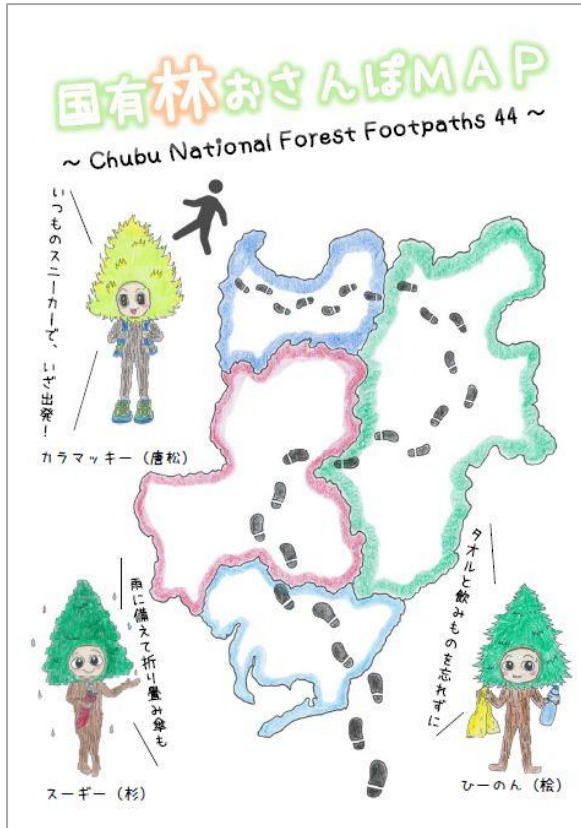 国有林おさんぽMAP
～ Chubu National Forest Footpaths 44 ～
いつものスニーカーで、いざ出発！
カラマッキー（唐松）
雨に備えて折り畳み傘も
スーギー（杉）
タオルと飲みものを忘れずに
ひーのん（桧）